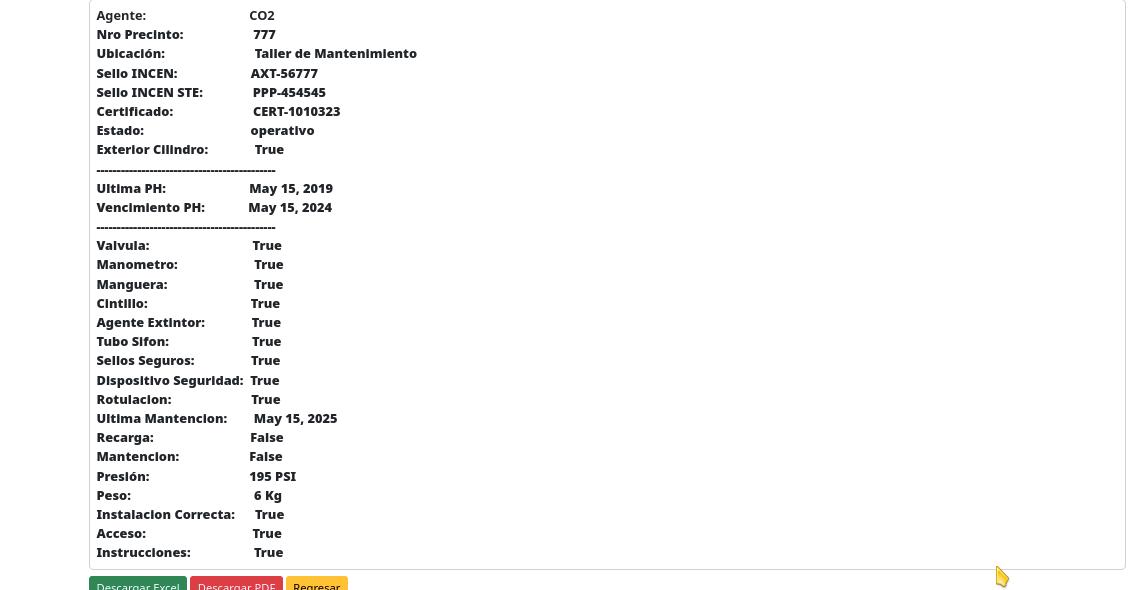 Agente: CO2
Nro Precinto: 777
Ubicación: Taller de Mantenimiento
Sello INCEN: AXT-56777
Sello INCEN STE: PPP-454545
Certificado: CERT-1010323
Estado: operativo
Exterior Cilindro: True
--------------------------------------------
Ultima PH: May 15, 2019
Vencimiento PH: May 15, 2024
--------------------------------------------
Valvula: True
Manometro: True
Manguera: True
Cintillo: True
Agente Extintor: True
Tubo Sifon: True
Sellos Seguros: True
Dispositivo Seguridad: True
Rotulacion: True
Ultima Mantencion: May 15, 2025
Recarga: False
Mantencion: False
Presión: 195 PSI
Peso: 6 Kg
Instalacion Correcta: True
Acceso: True
Instrucciones: True
Descargar Excel Descargar PDF Regresar